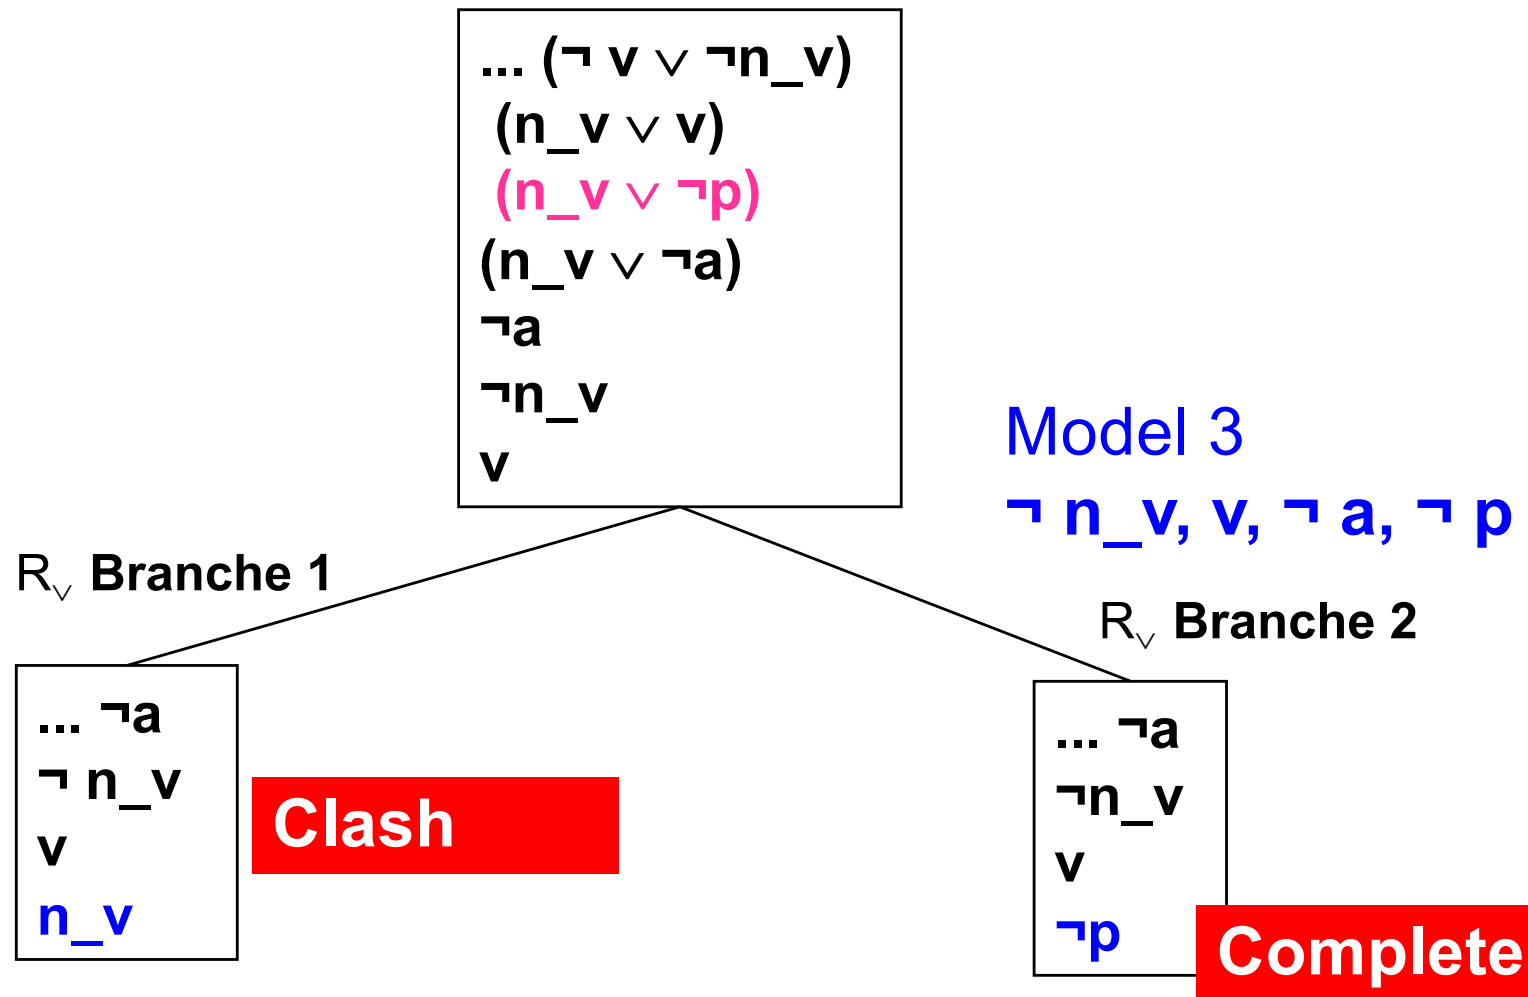 ... (¬ v ∨ ¬n_v)
(n_v ∨ v)
(n_v ∨ ¬p)
(n_v ∨ ¬a)
¬a
¬n_v
v
Model 3
¬ n_v, v, ¬ a, ¬ p
R∨ Branche 1
R∨ Branche 2
... ¬a
¬ n_v
v
n_v
Clash
... ¬a
¬n_v
v
¬p
Complete